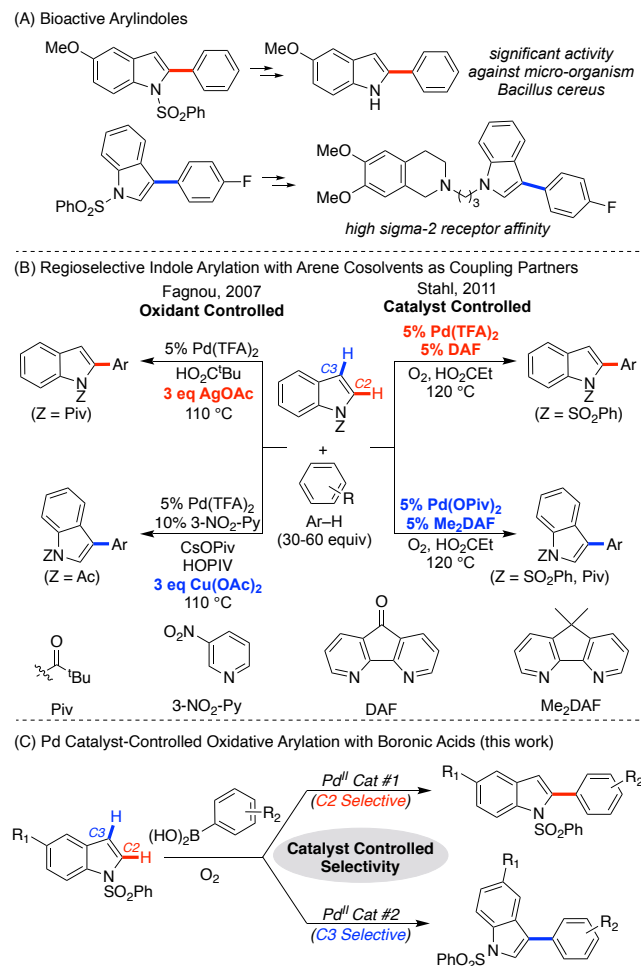 (A) Bioactive Arylindoles
MeO
N
SO₂Ph
MeO
N
H
significant activity
against micro-organism
Bacillus cereus
PhO₂S
N
F
MeO
MeO
N
( )₃
N
F
high sigma-2 receptor affinity
(B) Regioselective Indole Arylation with Arene Cosolvents as Coupling Partners
Fagnou, 2007
Oxidant Controlled
Stahl, 2011
Catalyst Controlled
Ar
N
Z
(Z = Piv)
5% Pd(TFA)₂
HO₂CᵗBu
3 eq AgOAc
110 °C
H
C3
C2
H
N
Z
+
R
Ar–H
(30-60 equiv)
5% Pd(TFA)₂
5% DAF
O₂, HO₂CEt
120 °C
Ar
N
Z
(Z = SO₂Ph)
Ar
ZN
(Z = Ac)
5% Pd(TFA)₂
10% 3-NO₂-Py
CsOPiv
HOPIV
3 eq Cu(OAc)₂
110 °C
5% Pd(OPiv)₂
5% Me₂DAF
O₂, HO₂CEt
120 °C
Ar
ZN
(Z = SO₂Ph, Piv)
O
ᵗBu
Piv
O₂N
N
3-NO₂-Py
O
N N
DAF
N N
Me₂DAF
(C) Pd Catalyst-Controlled Oxidative Arylation with Boronic Acids (this work)
R₁
H
C3
C2
H
N
SO₂Ph
(HO)₂B
R₂
O₂
Pdᴵᴵ Cat #1
(C2 Selective)
Catalyst Controlled
Selectivity
Pdᴵᴵ Cat #2
(C3 Selective)
R₁
R₂
N
SO₂Ph
R₁
R₂
PhO₂S
N